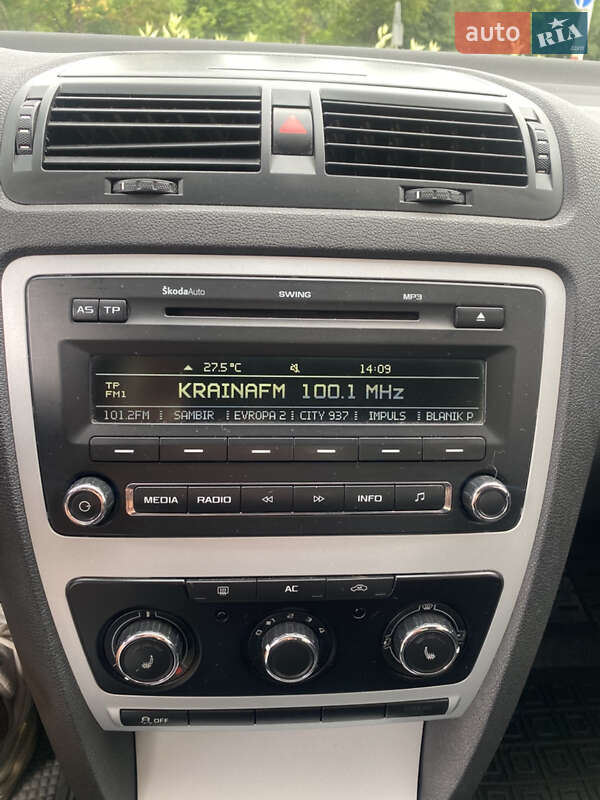 auto RIA .com
ŠkodaAuto SWING MP3
AS TP
27.5°C 14:09
TP
FM1
KRAINAFM 100.1 MHz
101.2FM SAMBIR EVROPA 2 CITY 937 IMPULS BLANIK P
MEDIA RADIO INFO
AC
OFF